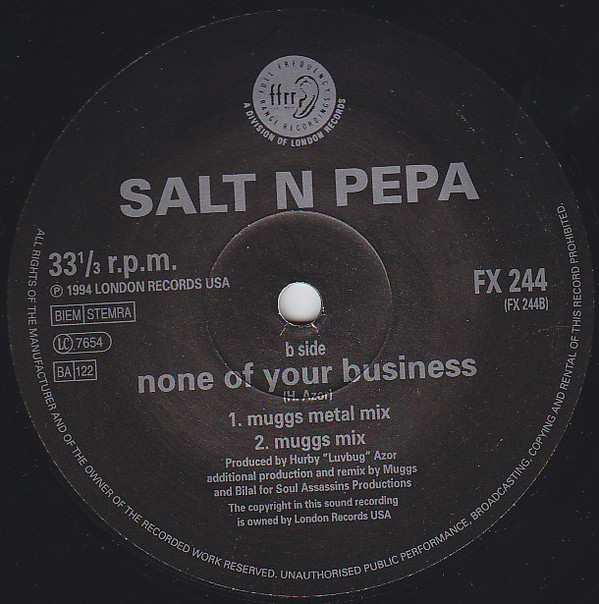 FULL FREQUENCY
ffrr
RANGE RECORDINGS
A DIVISION OF LONDON RECORDS
SALT N PEPA
33 1/3 r.p.m.
℗ 1994 LONDON RECORDS USA
BIEM STEMRA
LC 7654
BA 122
FX 244
(FX 244B)
b side
none of your business
(H. Azor)
1. muggs metal mix
2. muggs mix
Produced by Hurby "Luvbug" Azor
additional production and remix by Muggs
and Bilal for Soul Assassins Productions
The copyright in this sound recording
is owned by London Records USA
ALL RIGHTS OF THE MANUFACTURER AND OF THE OWNER OF THE RECORDED WORK RESERVED. UNAUTHORISED PUBLIC PERFORMANCE, BROADCASTING, COPYING AND RENTAL OF THIS RECORD PROHIBITED.